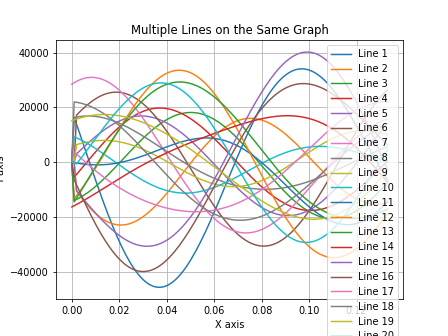 Multiple Lines on the Same Graph
40000
20000
0
−20000
−40000
0.00
0.02
0.04
0.06
0.08
0.10
X axis
Line 1
Line 2
Line 3
Line 4
Line 5
Line 6
Line 7
Line 8
Line 9
Line 10
Line 11
Line 12
Line 13
Line 14
Line 15
Line 16
Line 17
Line 18
Line 19
Line 20